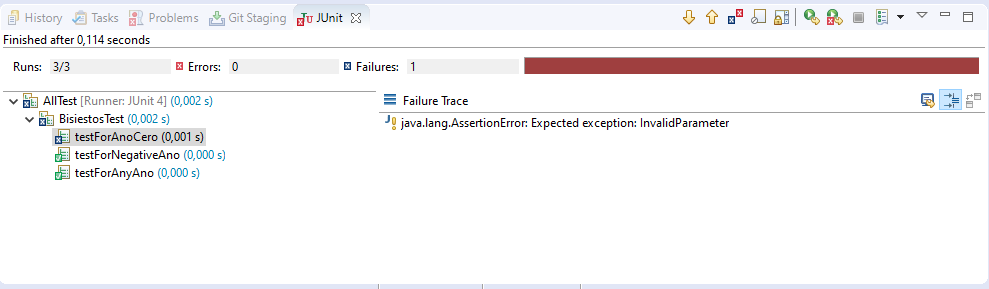 History Tasks Problems Git Staging JUnit
Finished after 0,114 seconds
Runs: 3/3 Errors: 0 Failures: 1
AllTest [Runner: JUnit 4] (0,002 s)
BisiestosTest (0,002 s)
testForAnoCero (0,001 s)
testForNegativeAno (0,000 s)
testForAnyAno (0,000 s)
Failure Trace
java.lang.AssertionError: Expected exception: InvalidParameter